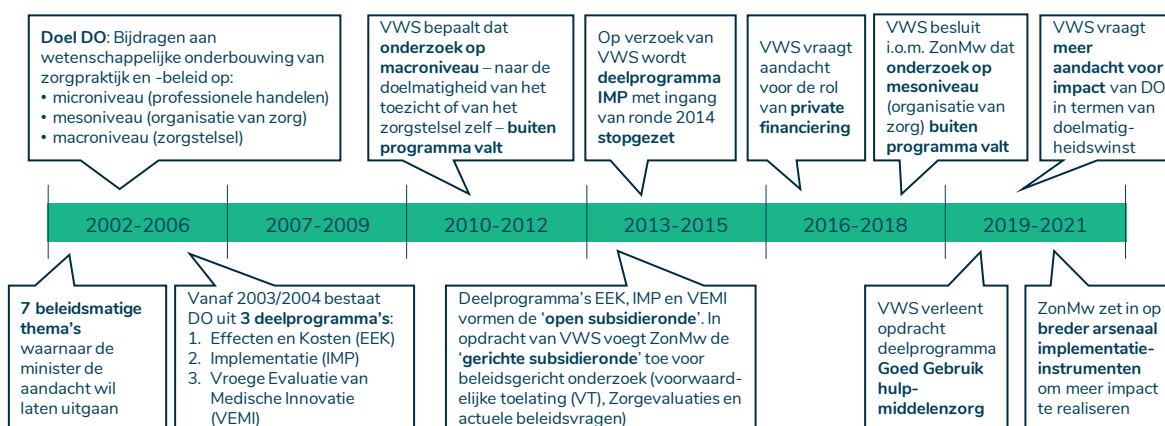 Doel DO: Bijdragen aan
wetenschappelijke onderbouwing van
zorgpraktijk en -beleid op:
• microniveau (professionele handelen)
• mesoniveau (organisatie van zorg)
• macroniveau (zorgstelsel)
VWS bepaalt dat
onderzoek op
macroniveau – naar de
doelmatigheid van het
toezicht of van het
zorgstelsel zelf – buiten
programma valt
Op verzoek van
VWS wordt
deelprogramma
IMP met ingang
van ronde 2014
stopgezet
VWS vraagt
aandacht
voor de rol
van private
financiering
VWS besluit
i.o.m. ZonMw dat
onderzoek op
mesoniveau
(organisatie van
zorg) buiten
programma valt
VWS vraagt
meer
aandacht voor
impact van DO
in termen van
doelmatig-
heidswinst
2002-2006
2007-2009
2010-2012
2013-2015
2016-2018
2019-2021
7 beleidsmatige
thema's
waarnaar de
minister de
aandacht wil
laten uitgaan
Vanaf 2003/2004 bestaat
DO uit 3 deelprogramma's:
1. Effecten en Kosten (EEK)
2. Implementatie (IMP)
3. Vroege Evaluatie van
Medische Innovatie
(VEMI)
Deelprogramma's EEK, IMP en VEMI
vormen de 'open subsidieronde'. In
opdracht van VWS voegt ZonMw de
'gerichte subsidieronde' toe voor
beleidsgericht onderzoek (voorwaard-
elijke toelating (VT), Zorgevaluaties en
actuele beleidsvragen)
VWS verleent
opdracht
deelprogramma
Goed Gebruik
hulp-
middelenzorg
ZonMw zet in op
breder arsenaal
implementatie-
instrumenten
om meer impact
te realiseren